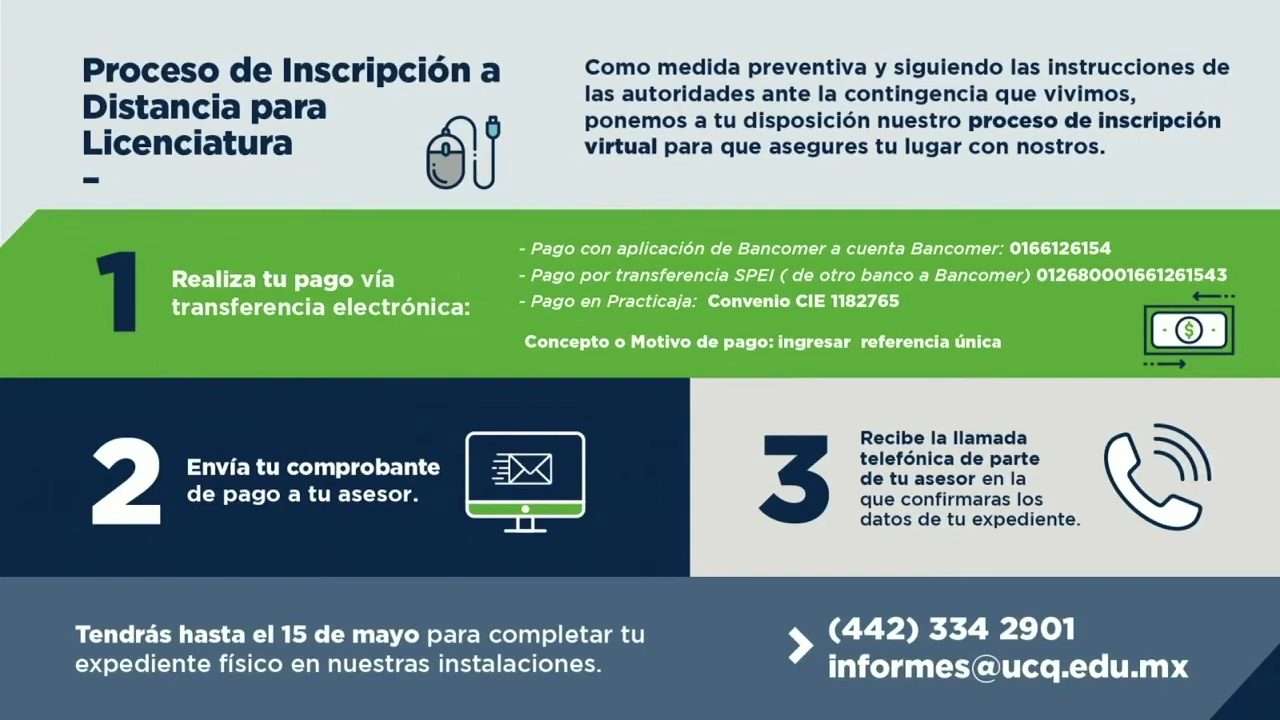 Proceso de Inscripción a
Distancia para
Licenciatura
–
Como medida preventiva y siguiendo las instrucciones de
las autoridades ante la contingencia que vivimos,
ponemos a tu disposición nuestro proceso de inscripción
virtual para que asegures tu lugar con nostros.
1
Realiza tu pago vía
transferencia electrónica:
- Pago con aplicación de Bancomer a cuenta Bancomer: 0166126154
- Pago por transferencia SPEI ( de otro banco a Bancomer) 012680001661261543
- Pago en Practicaja: Convenio CIE 1182765
Concepto o Motivo de pago: ingresar referencia única
$
2
Envía tu comprobante
de pago a tu asesor.
3
Recibe la llamada
telefónica de parte
de tu asesor en la
que confirmaras los
datos de tu expediente.
Tendrás hasta el 15 de mayo para completar tu
expediente físico en nuestras instalaciones.
(442) 334 2901
informes@ucq.edu.mx